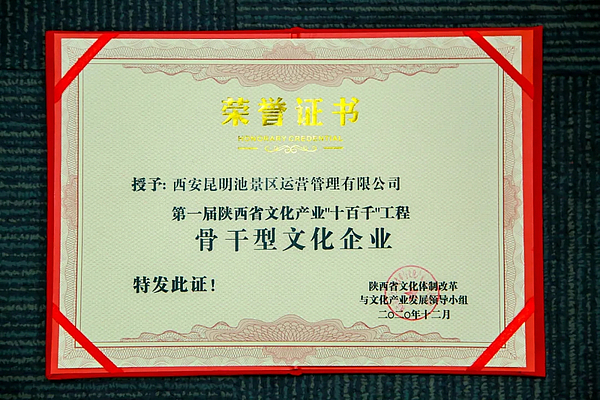 荣誉证书
HONORARY CREDENTIAL
授予: 西安昆明池景区运营管理有限公司
第一届陕西省文化产业"十百千"工程
骨干型文化企业
特发此证!
陕西省文化体制改革
与文化产业发展领导小组
二〇二〇年十二月